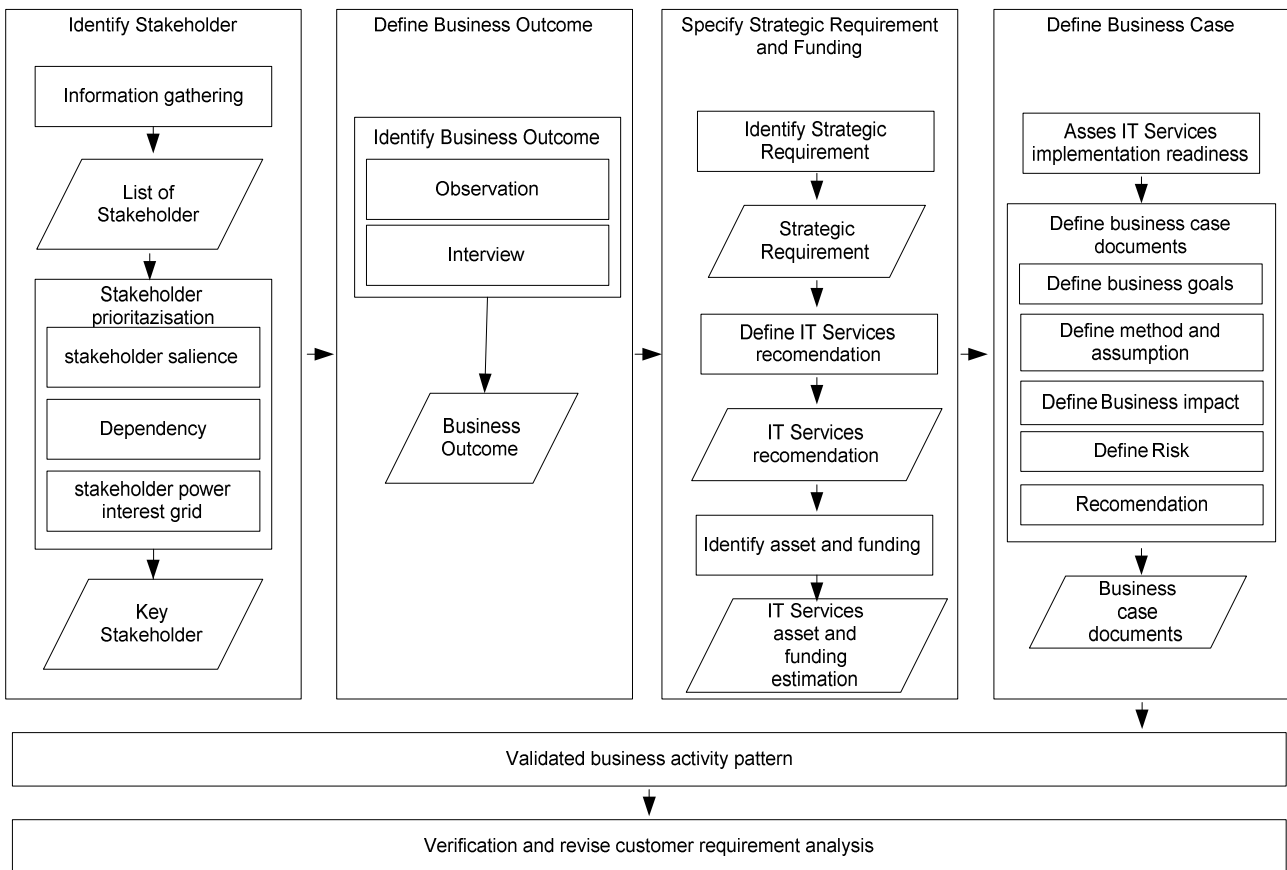 Identify Stakeholder
Information gathering
List of
Stakeholder
Stakeholder
prioritazisation
stakeholder salience
Dependency
stakeholder power
interest grid
Key
Stakeholder
Define Business Outcome
Identify Business Outcome
Observation
Interview
Business
Outcome
Specify Strategic Requirement
and Funding
Identify Strategic
Requirement
Strategic
Requirement
Define IT Services
recomendation
IT Services
recomendation
Identify asset and funding
IT Services
asset and
funding
estimation
Define Business Case
Asses IT Services
implementation readiness
Define business case
documents
Define business goals
Define method and
assumption
Define Business impact
Define Risk
Recomendation
Business
case
documents
Validated business activity pattern
Verification and revise customer requirement analysis